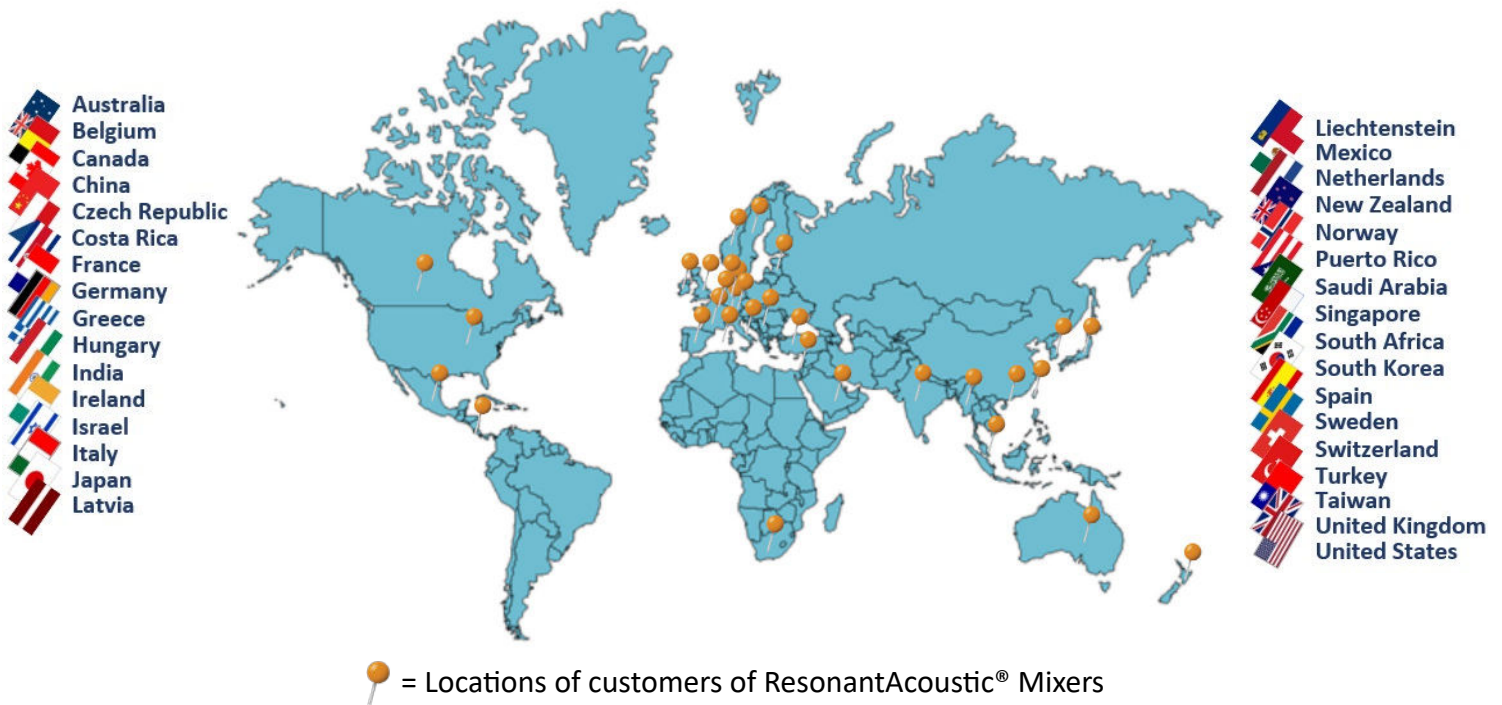 Australia
Belgium
Canada
China
Czech Republic
Costa Rica
France
Germany
Greece
Hungary
India
Ireland
Israel
Italy
Japan
Latvia
Liechtenstein
Mexico
Netherlands
New Zealand
Norway
Puerto Rico
Saudi Arabia
Singapore
South Africa
South Korea
Spain
Sweden
Switzerland
Turkey
Taiwan
United Kingdom
United States
= Locations of customers of ResonantAcoustic® Mixers